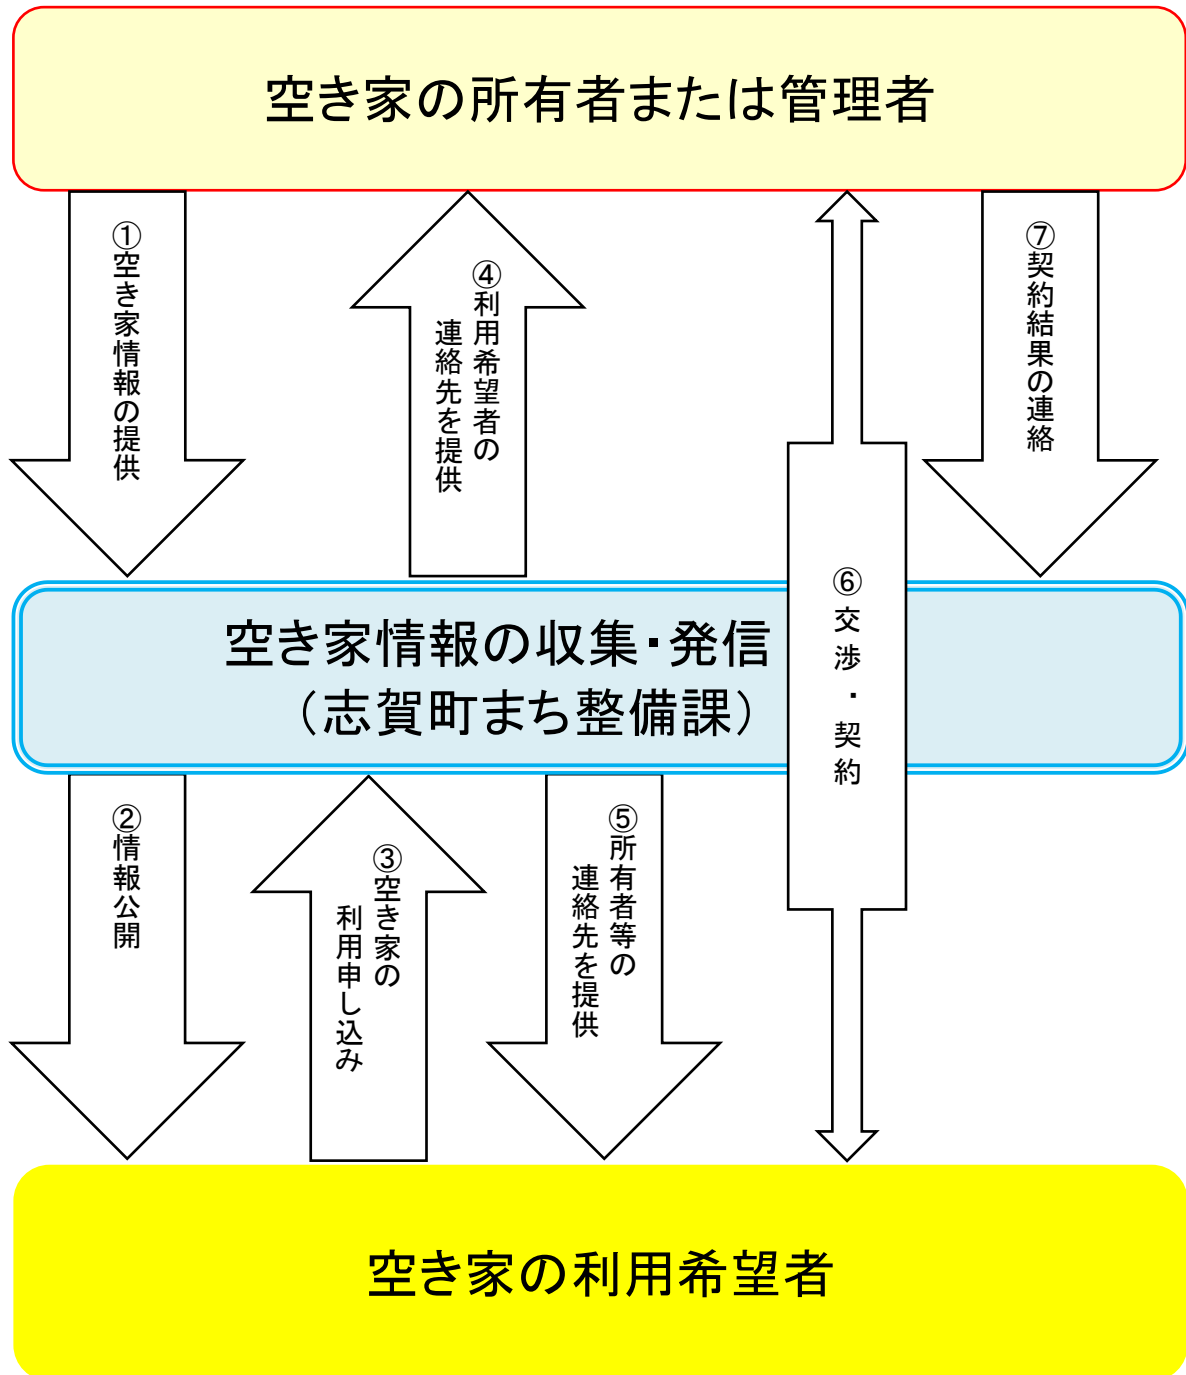 空き家の所有者または管理者
①空き家情報の提供
④利用希望者の
連絡先を提供
⑦契約結果の連絡
空き家情報の収集・発信
（志賀町まち整備課）
⑥交渉・契約
②情報公開
③空き家の
利用申し込み
⑤所有者等の
連絡先を提供
空き家の利用希望者